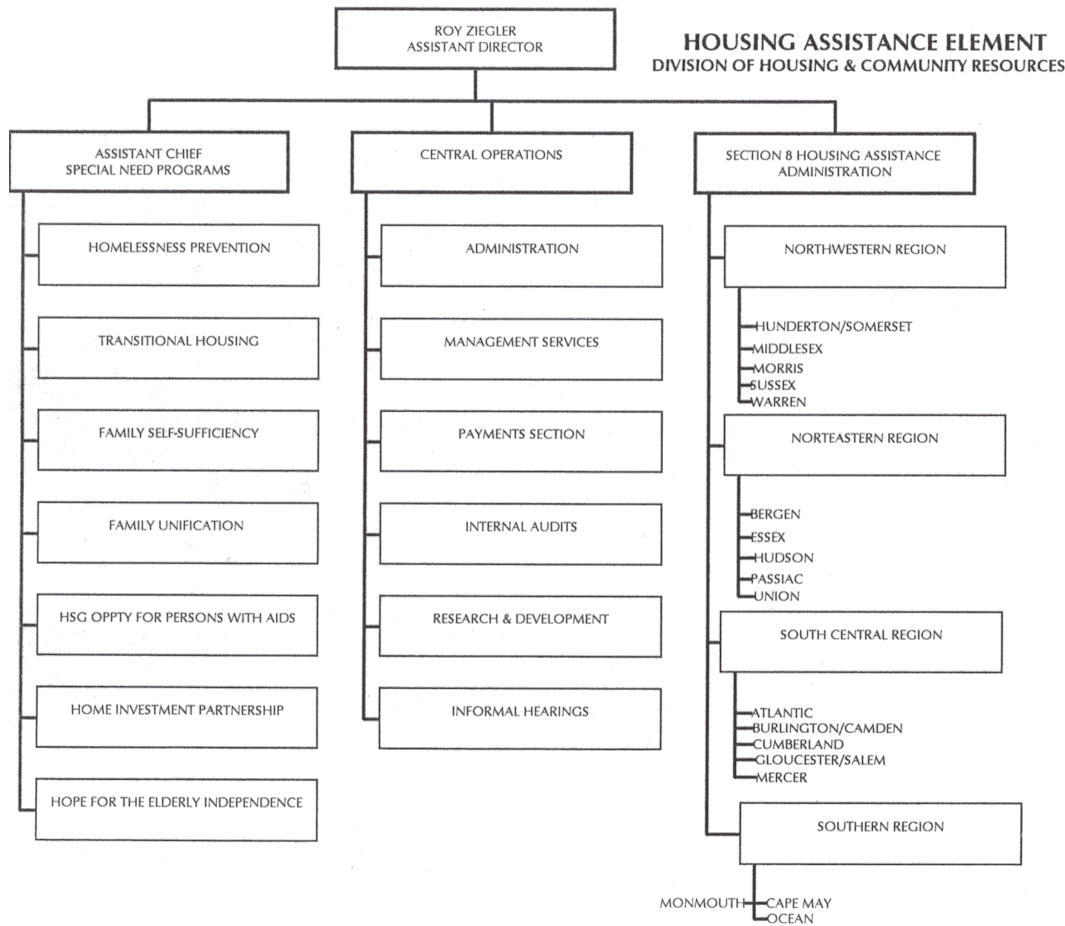 ROY ZIEGLER
ASSISTANT DIRECTOR
HOUSING ASSISTANCE ELEMENT
DIVISION OF HOUSING & COMMUNITY RESOURCES
ASSISTANT CHIEF
SPECIAL NEED PROGRAMS
HOMELESSNESS PREVENTION
TRANSITIONAL HOUSING
FAMILY SELF-SUFFICIENCY
FAMILY UNIFICATION
HSG OPPTY FOR PERSONS WITH AIDS
HOME INVESTMENT PARTNERSHIP
HOPE FOR THE ELDERLY INDEPENDENCE
CENTRAL OPERATIONS
ADMINISTRATION
MANAGEMENT SERVICES
PAYMENTS SECTION
INTERNAL AUDITS
RESEARCH & DEVELOPMENT
INFORMAL HEARINGS
SECTION 8 HOUSING ASSISTANCE
ADMINISTRATION
NORTHWESTERN REGION
HUNDERTON/SOMERSET
MIDDLESEX
MORRIS
SUSSEX
WARREN
NORTEASTERN REGION
BERGEN
ESSEX
HUDSON
PASSIAC
UNION
SOUTH CENTRAL REGION
ATLANTIC
BURLINGTON/CAMDEN
CUMBERLAND
GLOUCESTER/SALEM
MERCER
SOUTHERN REGION
MONMOUTH CAPE MAY
OCEAN